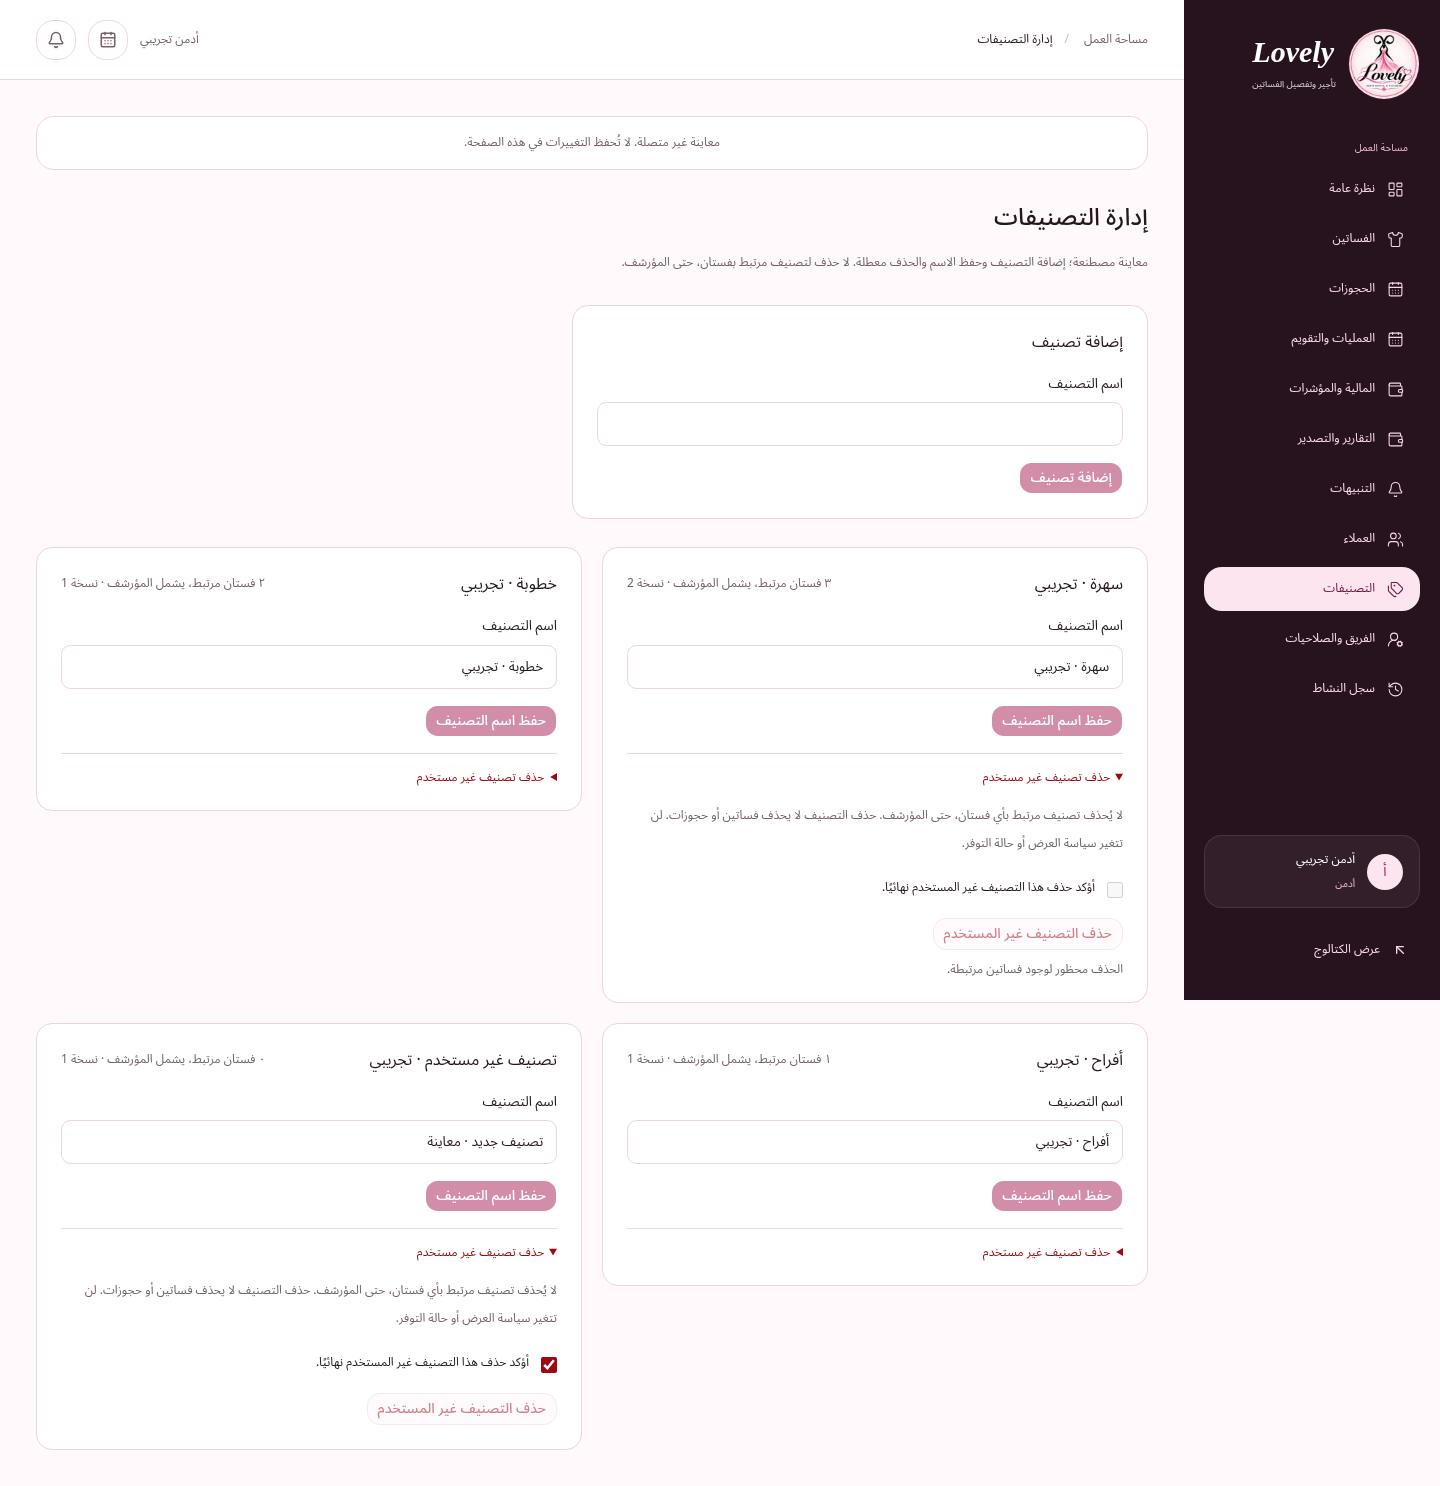 Lovely
تأجير وتفصيل الفساتين
Lovely
مساحة العمل
نظرة عامة
الفساتين
الحجوزات
العمليات والتقويم
المالية والمؤشرات
التقارير والتصدير
التنبيهات
العملاء
التصنيفات
الفريق والصلاحيات
سجل النشاط
أ
أدمن تجريبي
أدمن
عرض الكتالوج
مساحة العمل / إدارة التصنيفات
أدمن تجريبي
معاينة غير متصلة. لا تُحفظ التغييرات في هذه الصفحة.
إدارة التصنيفات
معاينة مصطنعة؛ إضافة التصنيف وحفظ الاسم والحذف معطلة. لا حذف لتصنيف مرتبط بفستان، حتى المؤرشف.
إضافة تصنيف
اسم التصنيف
إضافة تصنيف
سهرة · تجريبي
٣ فستان مرتبط، يشمل المؤرشف · نسخة 2
اسم التصنيف
سهرة · تجريبي
حفظ اسم التصنيف
حذف تصنيف غير مستخدم
لا يُحذف تصنيف مرتبط بأي فستان، حتى المؤرشف. حذف التصنيف لا يحذف فساتين أو حجوزات. لن
تتغير سياسة العرض أو حالة التوفر.
أؤكد حذف هذا التصنيف غير المستخدم نهائيًا.
حذف التصنيف غير المستخدم
الحذف محظور لوجود فساتين مرتبطة.
خطوبة · تجريبي
٢ فستان مرتبط، يشمل المؤرشف · نسخة 1
اسم التصنيف
خطوبة · تجريبي
حفظ اسم التصنيف
حذف تصنيف غير مستخدم
أفراح · تجريبي
١ فستان مرتبط، يشمل المؤرشف · نسخة 1
اسم التصنيف
أفراح · تجريبي
حفظ اسم التصنيف
حذف تصنيف غير مستخدم
تصنيف غير مستخدم · تجريبي
٠ فستان مرتبط، يشمل المؤرشف · نسخة 1
اسم التصنيف
تصنيف جديد · معاينة
حفظ اسم التصنيف
حذف تصنيف غير مستخدم
لا يُحذف تصنيف مرتبط بأي فستان، حتى المؤرشف. حذف التصنيف لا يحذف فساتين أو حجوزات. لن
تتغير سياسة العرض أو حالة التوفر.
أؤكد حذف هذا التصنيف غير المستخدم نهائيًا.
حذف التصنيف غير المستخدم